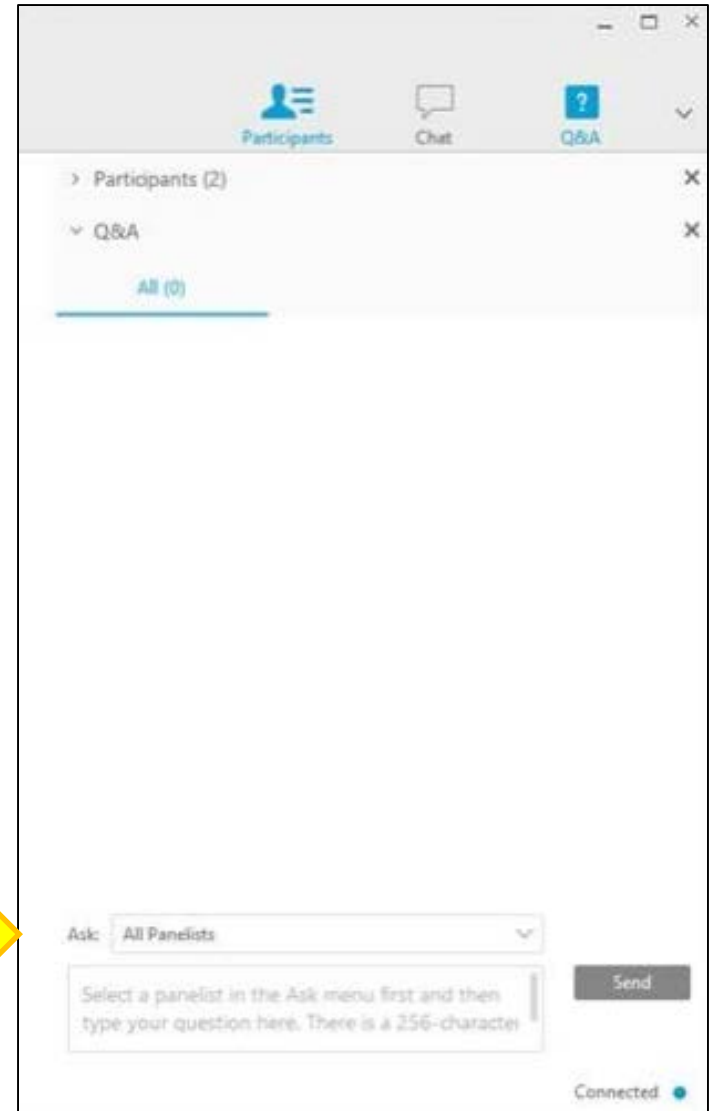 Participants Chat Q&A
Participants (2)
Q&A
All (0)
Ask: All Panelists
Select a panelist in the Ask menu first and then
type your question here. There is a 256-character
Send
Connected